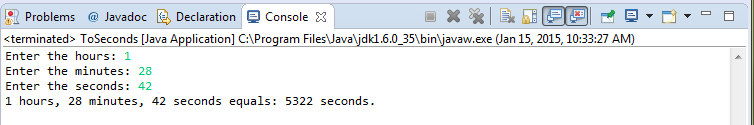 Problems @ Javadoc Declaration Console
<terminated> ToSeconds [Java Application] C:\Program Files\Java\jdk1.6.0_35\bin\javaw.exe (Jan 15, 2015, 10:33:27 AM)
Enter the hours: 1
Enter the minutes: 28
Enter the seconds: 42
1 hours, 28 minutes, 42 seconds equals: 5322 seconds.